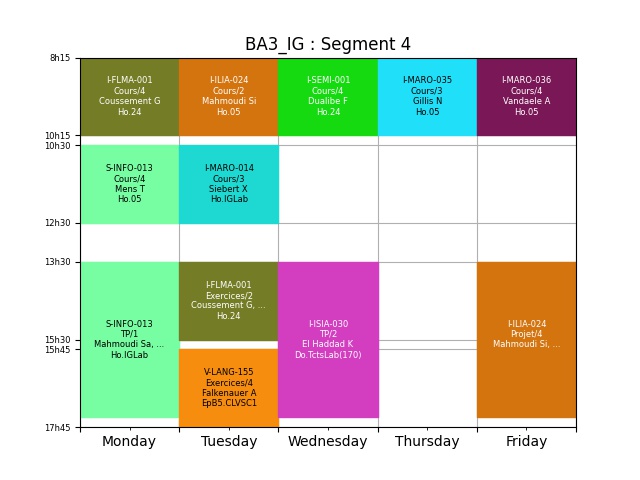 BA3_IG : Segment 4
8h15
I-FLMA-001
Cours/4
Coussement G
Ho.24
I-ILIA-024
Cours/2
Mahmoudi Si
Ho.05
I-SEMI-001
Cours/4
Dualibe F
Ho.24
I-MARO-035
Cours/3
Gillis N
Ho.05
I-MARO-036
Cours/4
Vandaele A
Ho.05
10h15
10h30
S-INFO-013
Cours/4
Mens T
Ho.05
I-MARO-014
Cours/3
Siebert X
Ho.IGLab
12h30
13h30
S-INFO-013
TP/1
Mahmoudi Sa, ...
Ho.IGLab
I-FLMA-001
Exercices/2
Coussement G, ...
Ho.24
I-ISIA-030
TP/2
El Haddad K
Do.TctsLab(170)
I-ILIA-024
Projet/4
Mahmoudi Si, ...
15h30
15h45
V-LANG-155
Exercices/4
Falkenauer A
EpB5.CLVSC1
17h45
Monday
Tuesday
Wednesday
Thursday
Friday